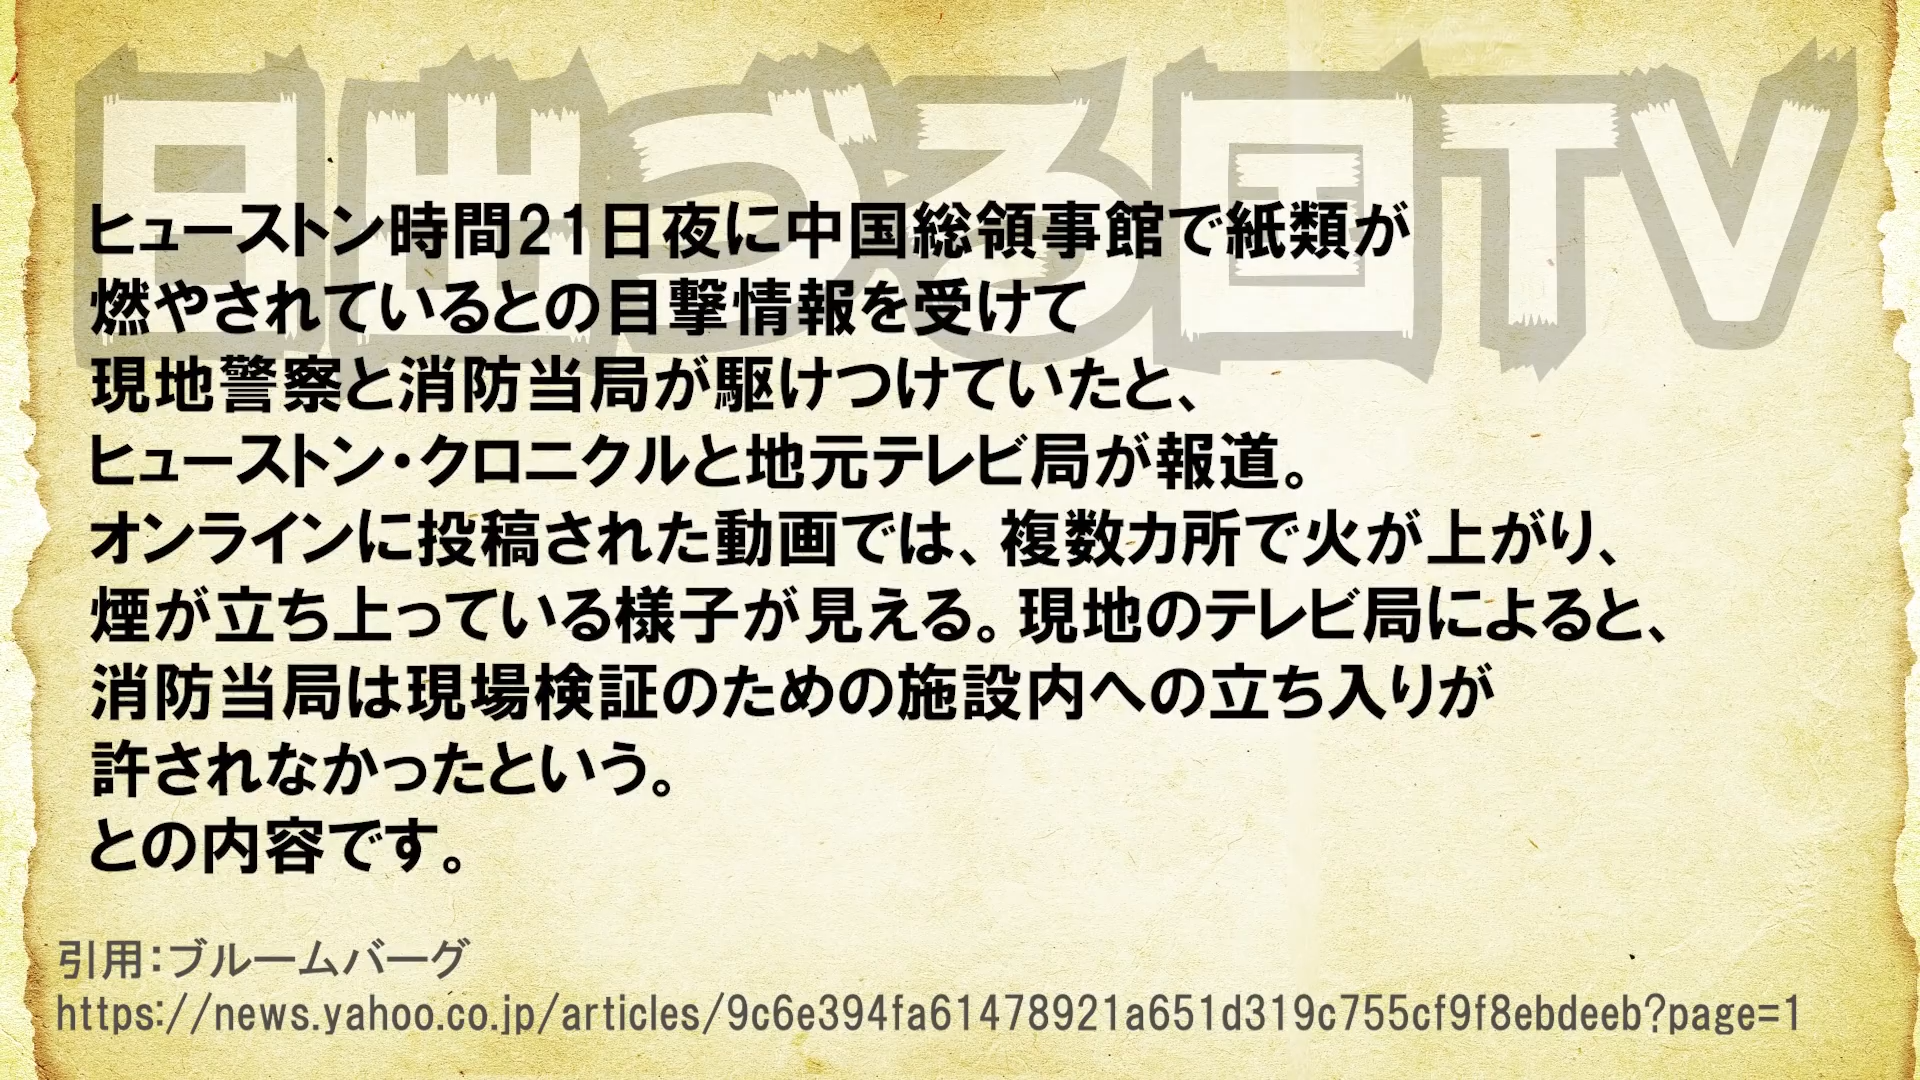 日出づる国TV
ヒューストン時間21日夜に中国総領事館で紙類が
燃やされているとの目撃情報を受けて
現地警察と消防当局が駆けつけていたと、
ヒューストン・クロニクルと地元テレビ局が報道。
オンラインに投稿された動画では、複数カ所で火が上がり、
煙が立ち上っている様子が見える。現地のテレビ局によると、
消防当局は現場検証のための施設内への立ち入りが
許されなかったという。
との内容です。
引用：ブルームバーグ
https://news.yahoo.co.jp/articles/9c6e394fa61478921a651d319c755cf9f8ebdeeb?page=1